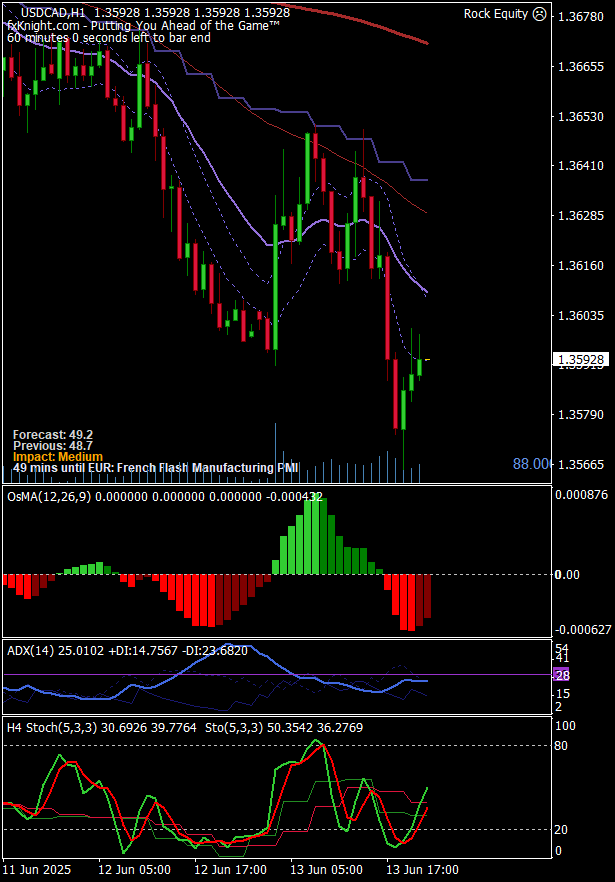 USDCAD,H1 1.35928 1.35928 1.35928 1.35928
Rock Equity
fxKnight.com - Putting You Ahead of the Game™
60 minutes 0 seconds left to bar end
1.36780
1.36655
1.36530
1.36410
1.36285
1.36160
1.36035
1.35928
1.35790
1.35665
Forecast: 49.2
Previous: 48.7
Impact: Medium
49 mins until EUR: French Flash Manufacturing PMI
88.00
OsMA(12,26,9) 0.000000 0.000000 0.000000 -0.000432
0.000876
0.00
-0.000627
ADX(14) 25.0102 +DI:14.7567 -DI:23.6820
54
41
28
15
2
H4 Stoch(5,3,3) 30.6926 39.7764 Sto(5,3,3) 50.3542 36.2769
100
80
20
0
11 Jun 2025
12 Jun 05:00
12 Jun 17:00
13 Jun 05:00
13 Jun 17:00